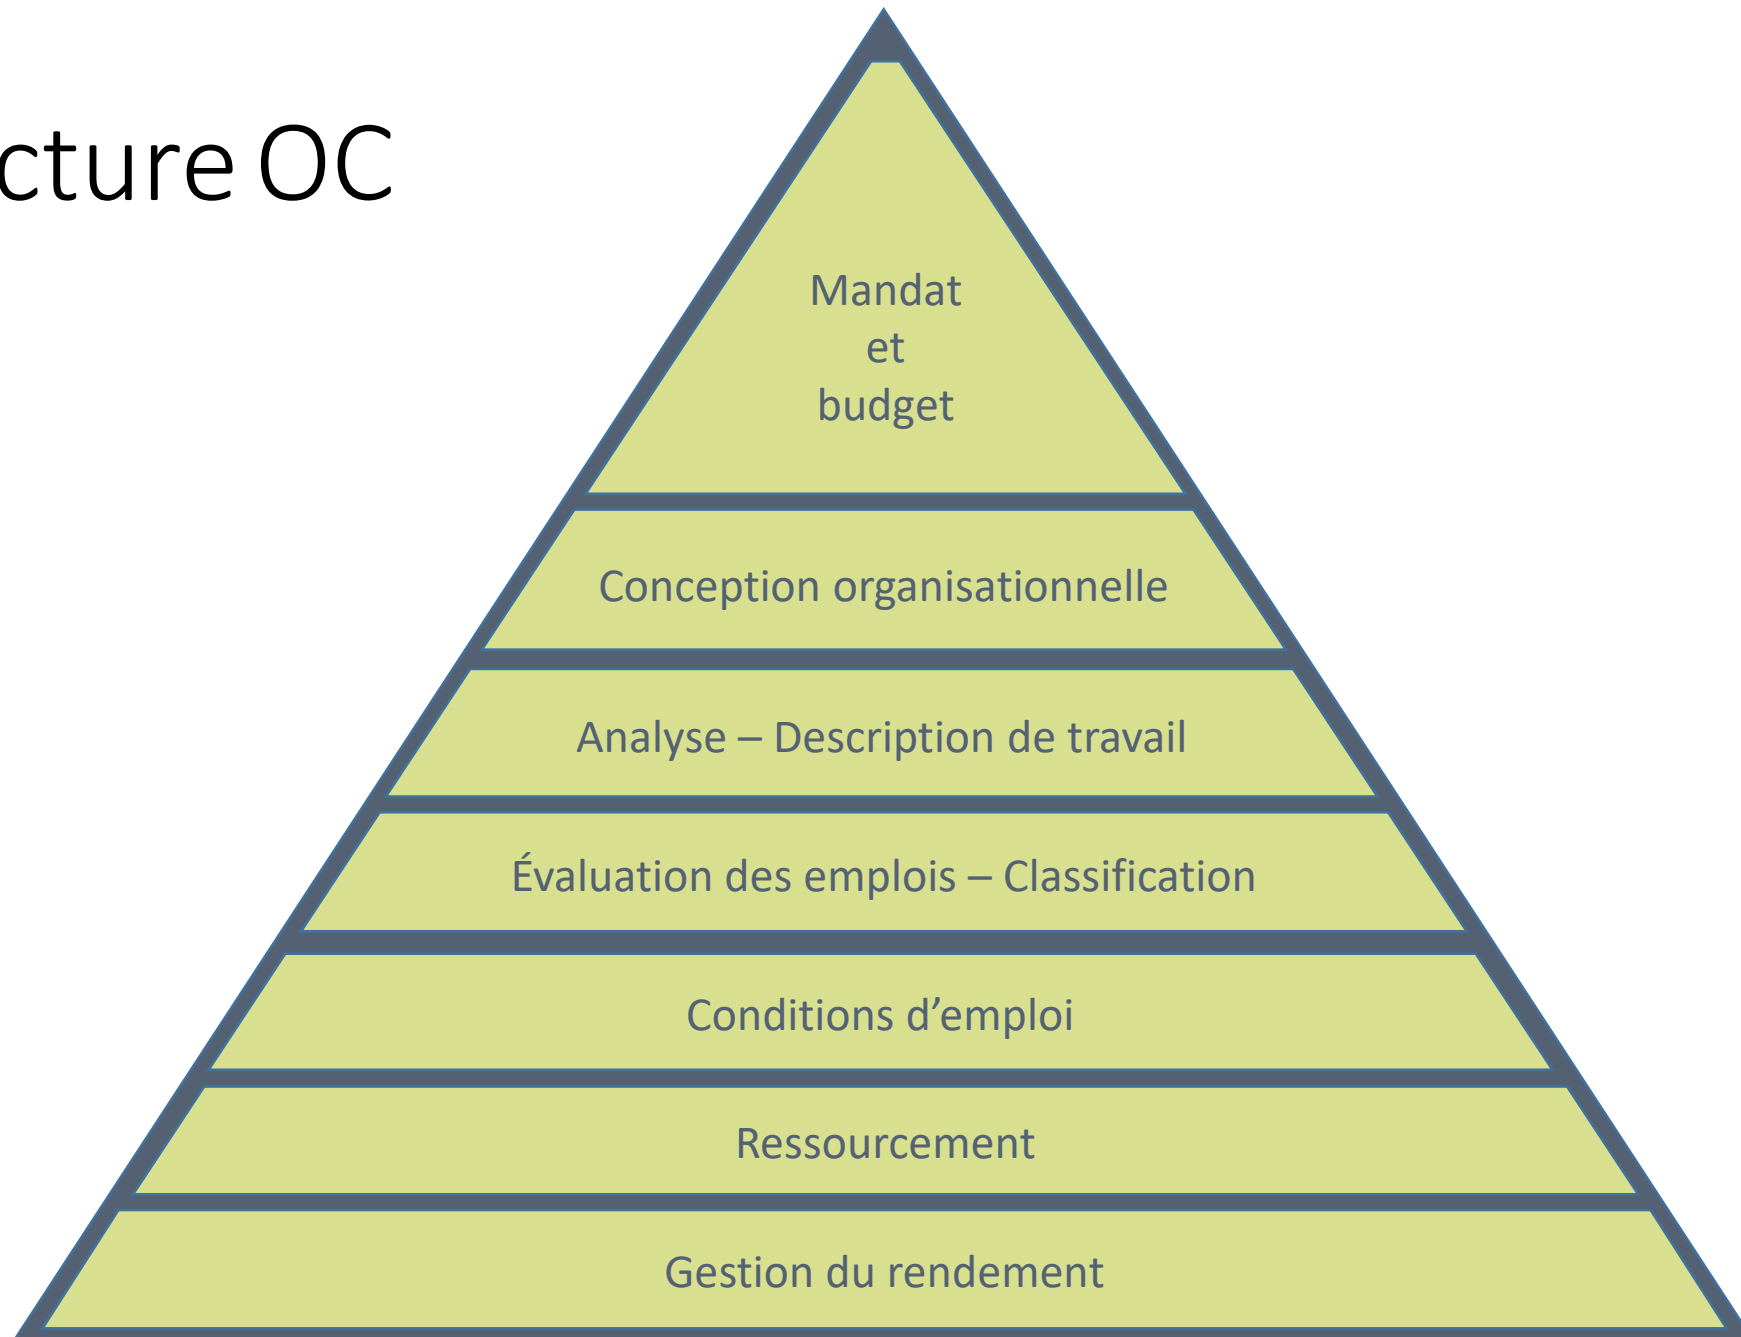 cture OC
Mandat
et
budget
Conception organisationnelle
Analyse – Description de travail
Évaluation des emplois – Classification
Conditions d’emploi
Ressourcement
Gestion du rendement